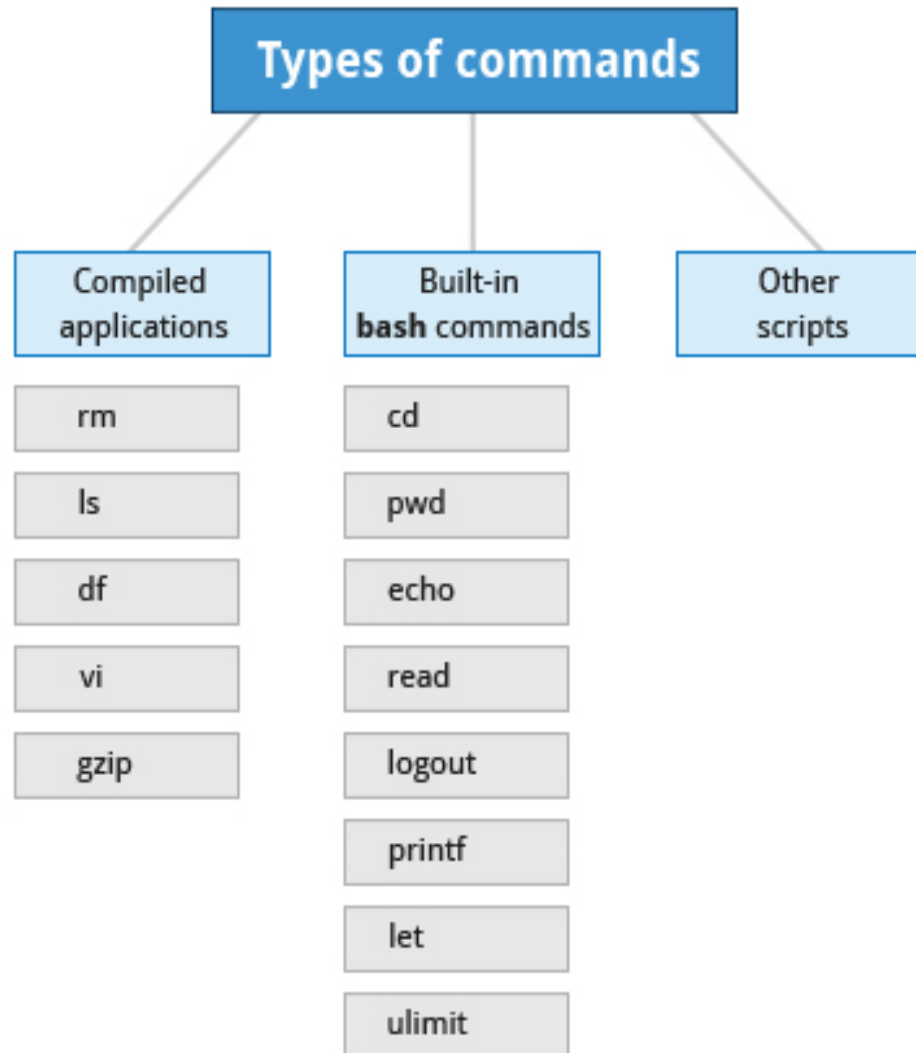 Types of commands
Compiled
applications
Built-in
bash commands
Other
scripts
rm
ls
df
vi
gzip
cd
pwd
echo
read
logout
printf
let
ulimit